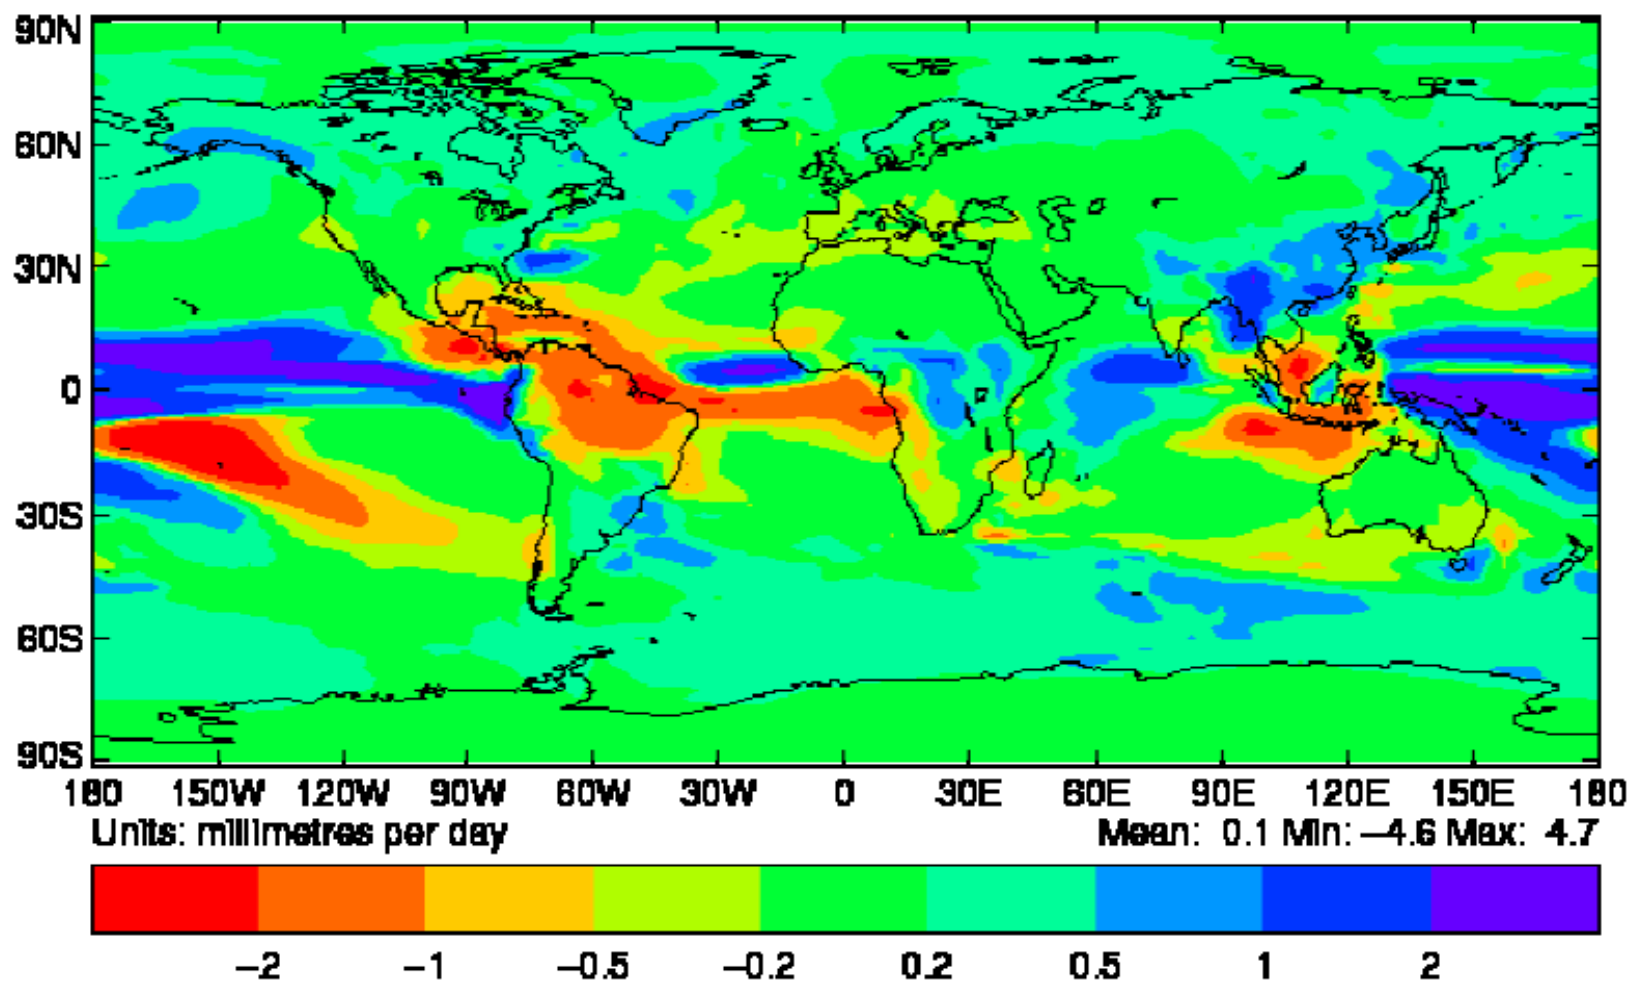 90N
60N
30N
0
30S
60S
90S
180 150W 120W 90W 60W 30W 0 30E 60E 90E 120E 150E 180
Units: millimetres per day Mean: 0.1 Min: –4.6 Max: 4.7
–2 –1 –0.5 –0.2 0.2 0.5 1 2